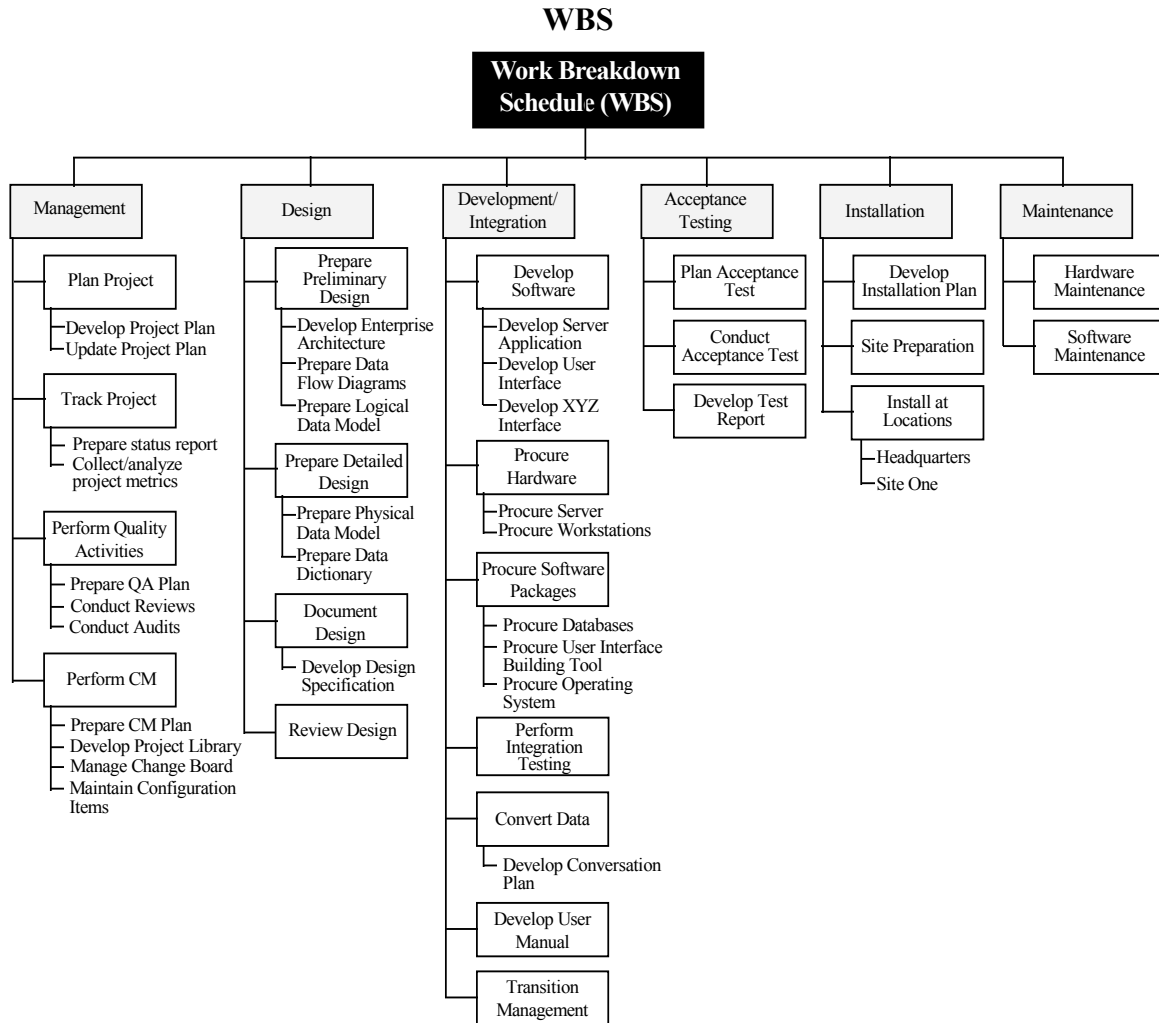 WBS
Work Breakdown
Schedule (WBS)
Management
Plan Project
Develop Project Plan
Update Project Plan
Track Project
Prepare status report
Collect/analyze
project metrics
Perform Quality
Activities
Prepare QA Plan
Conduct Reviews
Conduct Audits
Perform CM
Prepare CM Plan
Develop Project Library
Manage Change Board
Maintain Configuration
Items
Design
Prepare
Preliminary
Design
Develop Enterprise
Architecture
Prepare Data
Flow Diagrams
Prepare Logical
Data Model
Prepare Detailed
Design
Prepare Physical
Data Model
Prepare Data
Dictionary
Document
Design
Develop Design
Specification
Review Design
Development/
Integration
Develop
Software
Develop Server
Application
Develop User
Interface
Develop XYZ
Interface
Procure
Hardware
Procure Server
Procure Workstations
Procure Software
Packages
Procure Databases
Procure User Interface
Building Tool
Procure Operating
System
Perform
Integration
Testing
Convert Data
Develop Conversation
Plan
Develop User
Manual
Transition
Management
Acceptance
Testing
Plan Acceptance
Test
Conduct
Acceptance Test
Develop Test
Report
Installation
Develop
Installation Plan
Site Preparation
Install at
Locations
Headquarters
Site One
Maintenance
Hardware
Maintenance
Software
Maintenance